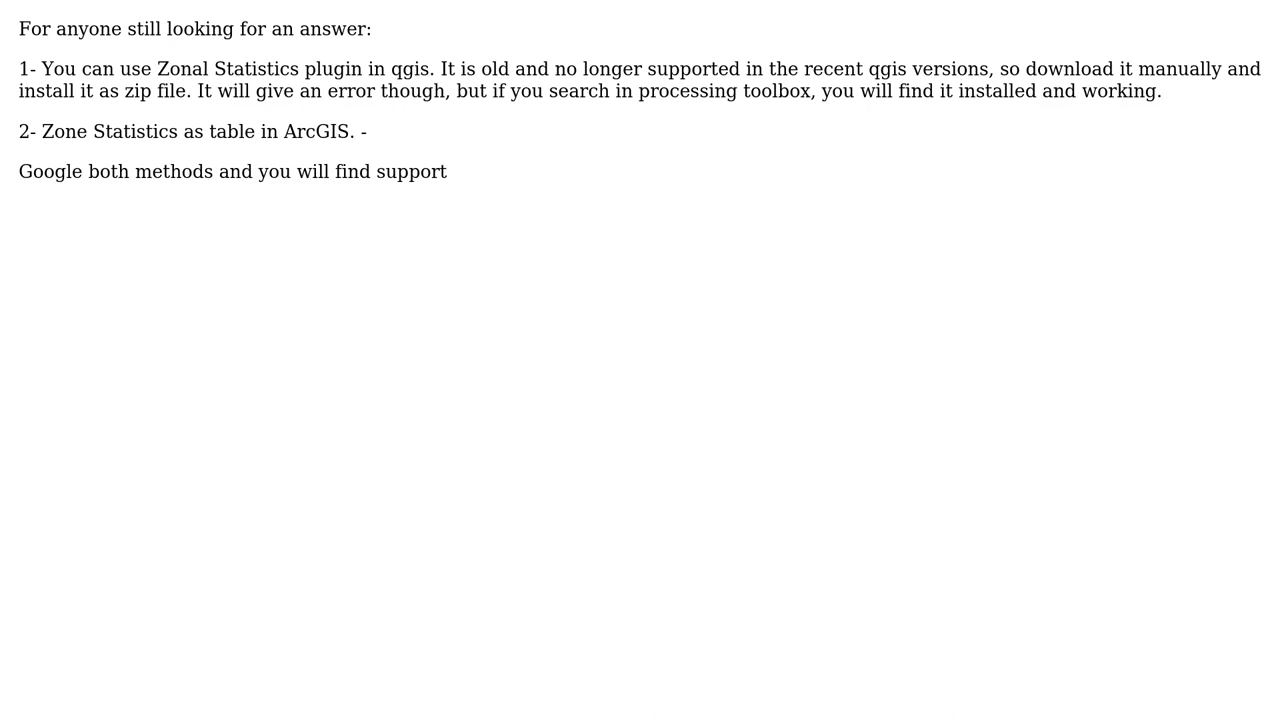 For anyone still looking for an answer:
1- You can use Zonal Statistics plugin in qgis. It is old and no longer supported in the recent qgis versions, so download it manually and
install it as zip file. It will give an error though, but if you search in processing toolbox, you will find it installed and working.
2- Zone Statistics as table in ArcGIS. -
Google both methods and you will find support